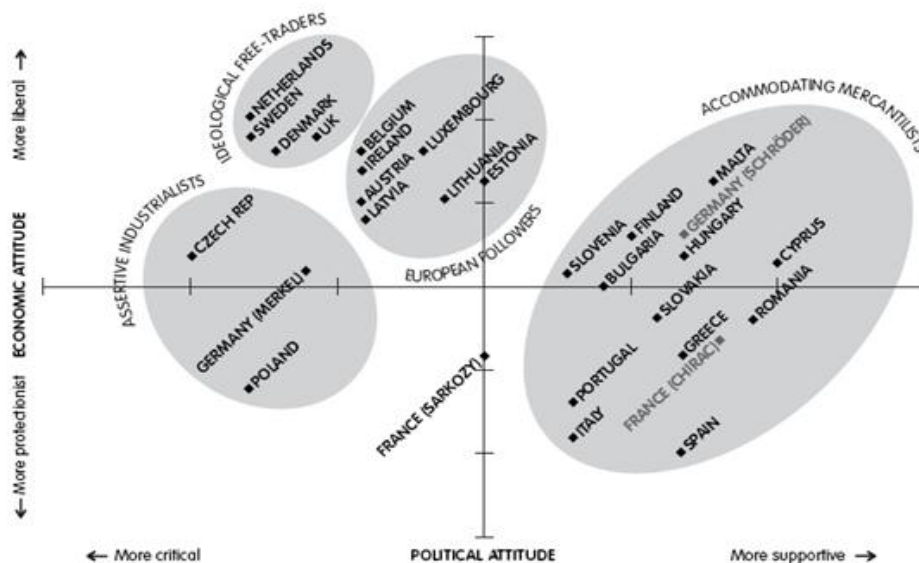 IDEOLOGICAL FREE-TRADERS
NETHERLANDS
SWEDEN
DENMARK
UK
BELGIUM
IRELAND
AUSTRIA
LATVIA
LUXEMBOURG
LITHUANIA
ESTONIA
EUROPEAN FOLLOWERS
ACCOMMODATING MERCANTILISTS
MALTA
GERMANY (SCHRÖDER)
FINLAND
SLOVENIA
HUNGARY
BULGARIA
CYPRUS
SLOVAKIA
ROMANIA
GREECE
FRANCE (CHIRAC)
PORTUGAL
ITALY
SPAIN
ASSERTIVE INDUSTRIALISTS
CZECH REP
GERMANY (MERKEL)
POLAND
FRANCE (SARKOZY)
More liberal →
ECONOMIC ATTITUDE
← More protectionist
← More critical
POLITICAL ATTITUDE
More supportive →